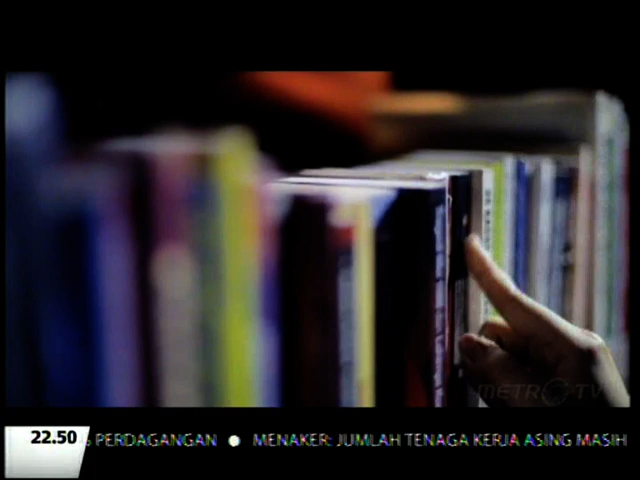 METRO TV
22.50 PERDAGANGAN ● MENAKER: JUMLAH TENAGA KERJA ASING MASIH